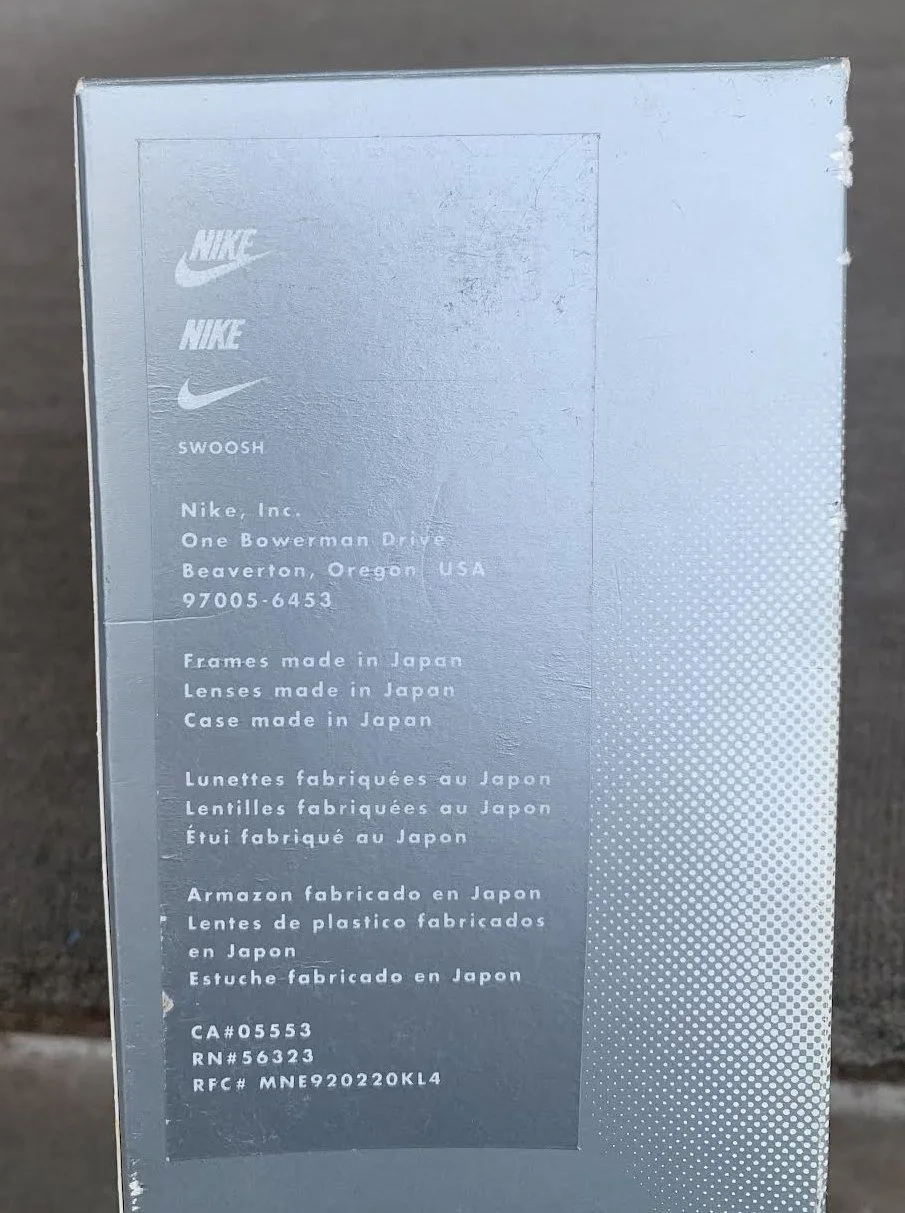 NIKE
NIKE
SWOOSH
Nike, Inc.
One Bowerman Drive
Beaverton, Oregon USA
97005-6453
Frames made in Japan
Lenses made in Japan
Case made in Japan
Lunettes fabriquées au Japon
Lentilles fabriquées au Japon
Étui fabriqué au Japon
Armazon fabricado en Japon
Lentes de plastico fabricados
en Japon
Estuche fabricado en Japon
CA#05553
RN#56323
RFC# MNE920220KL4